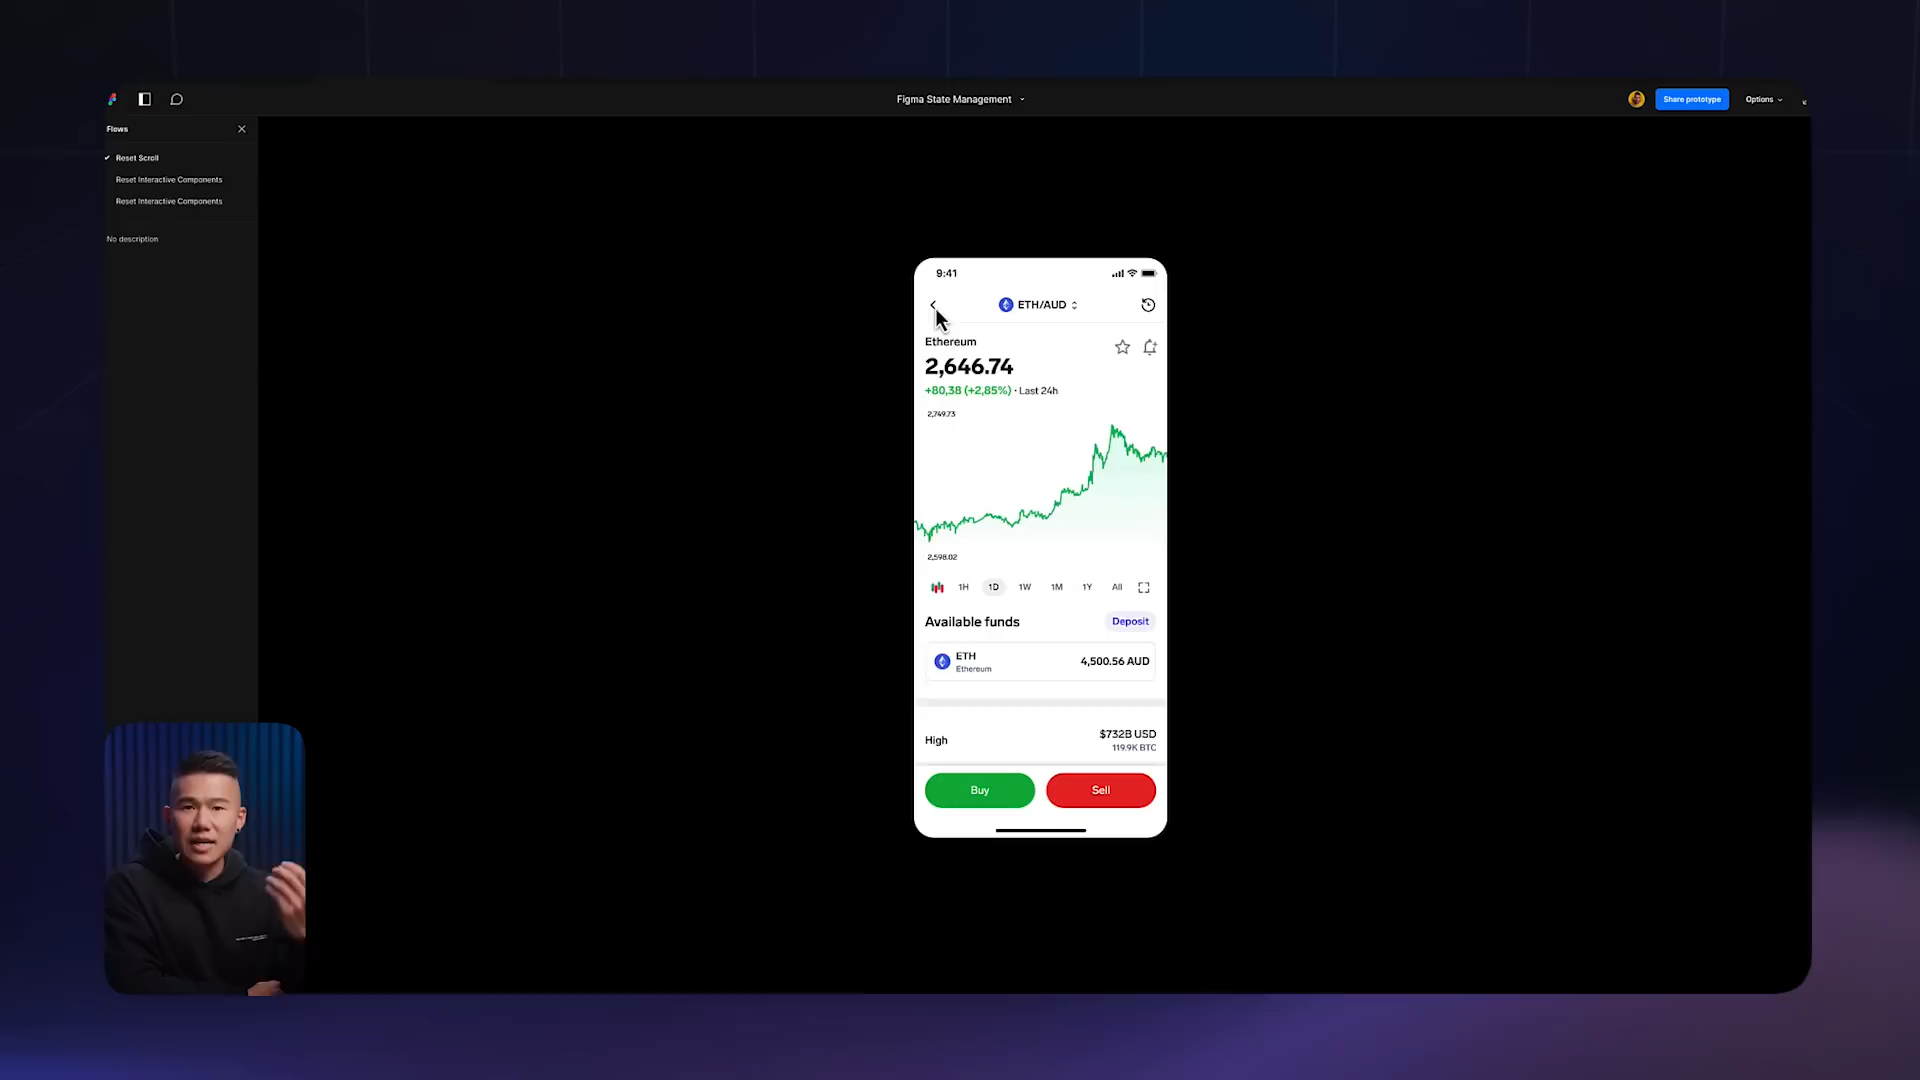 Figma State Management
Share prototype
Options
Flows
Reset Scroll
Reset Interactive Components
Reset Interactive Components
No description
9:41
ETH/AUD
Ethereum
2,646.74
+80,38 (+2,85%) · Last 24h
2,749.73
2,598.02
1H 1D 1W 1M 1Y All
Available funds
Deposit
ETH
Ethereum
4,500.56 AUD
High
$732B USD
119.9K BTC
Buy
Sell